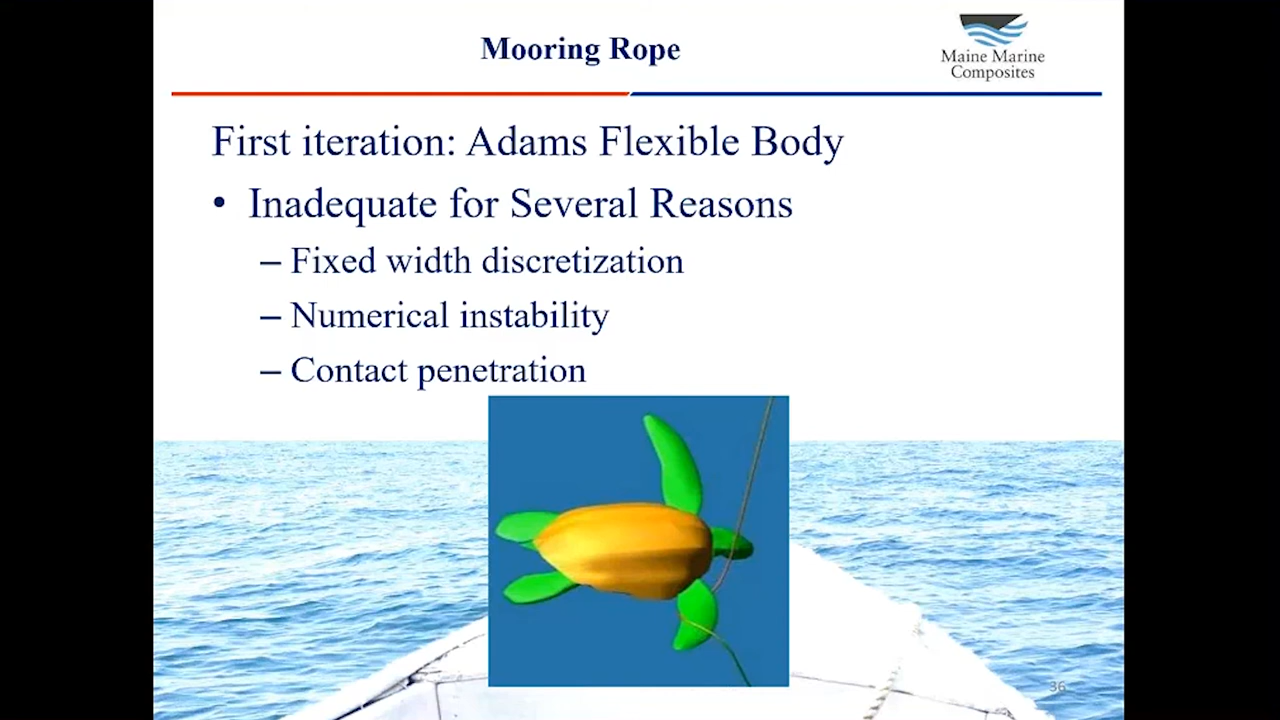 Mooring Rope
Maine Marine
Composites
First iteration: Adams Flexible Body
• Inadequate for Several Reasons
– Fixed width discretization
– Numerical instability
– Contact penetration
36